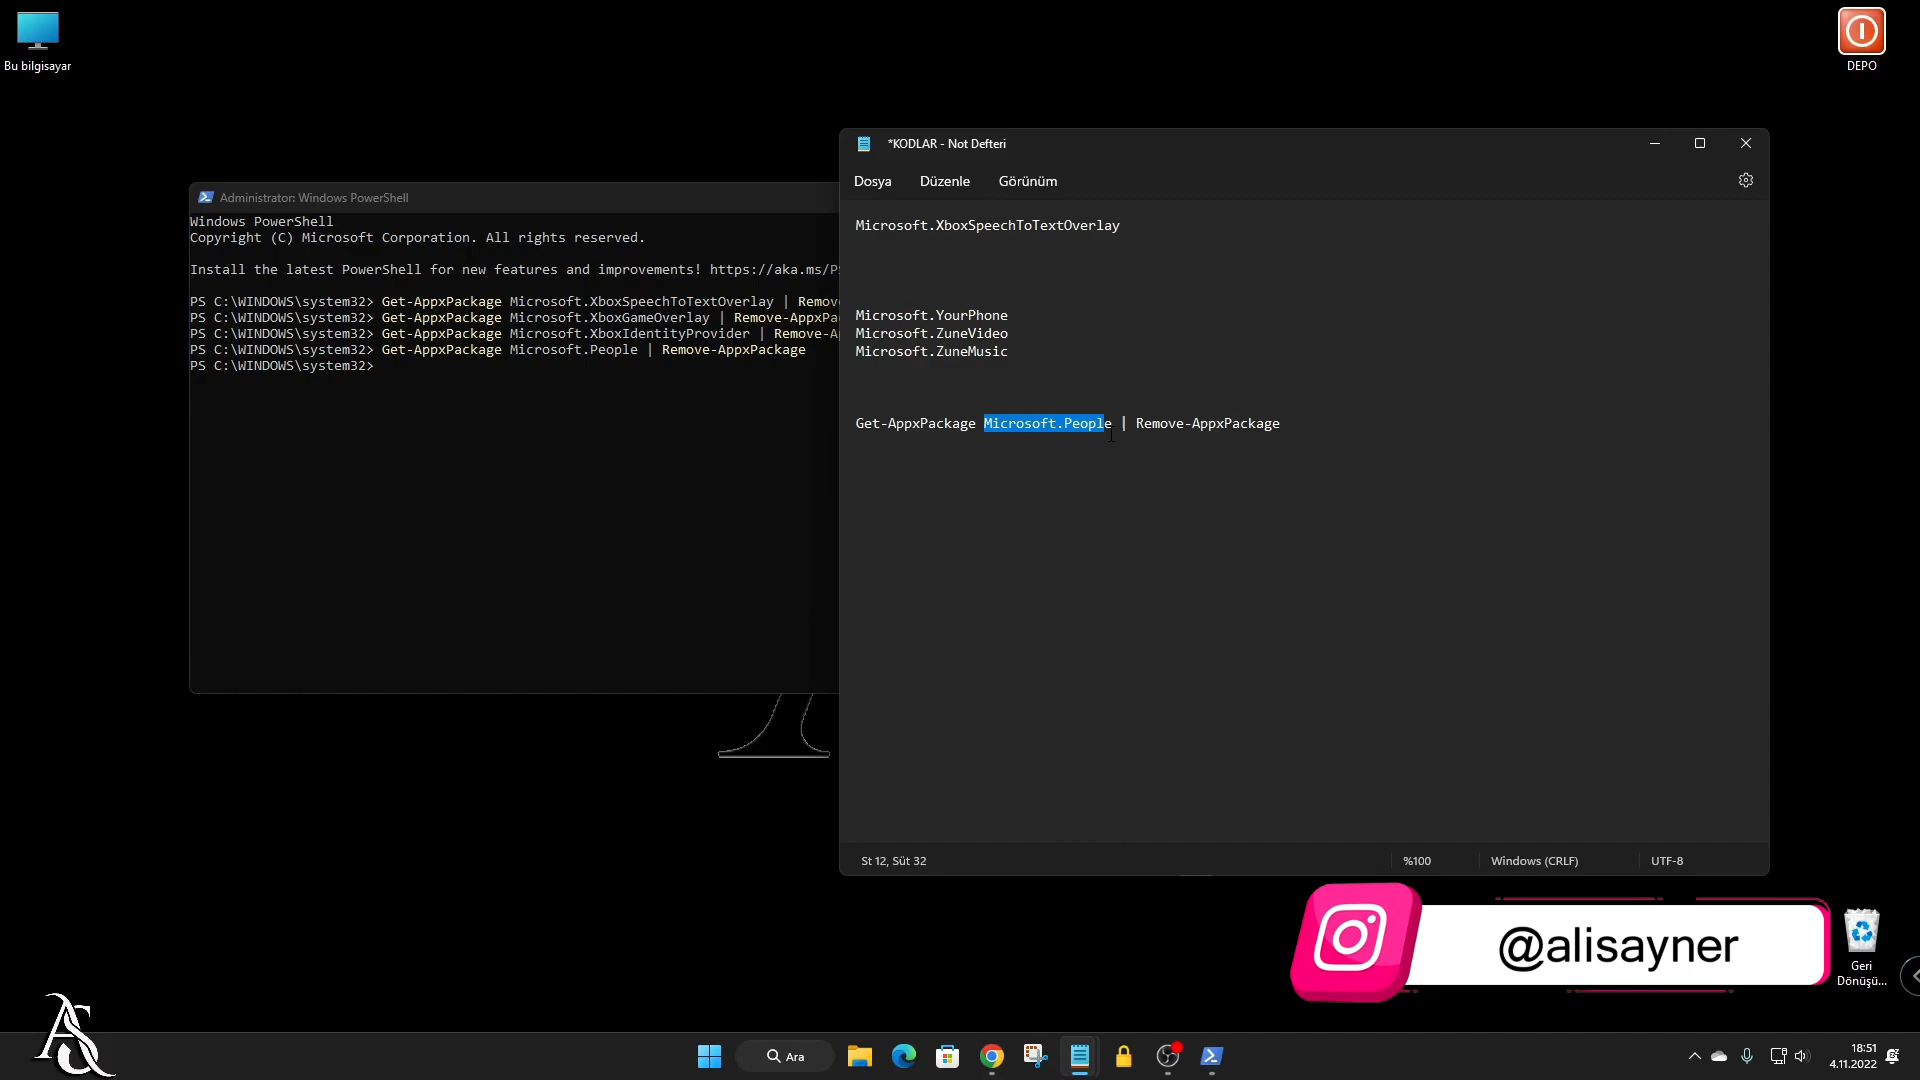 Bu bilgisayar
DEPO
Administrator: Windows PowerShell
Windows PowerShell
Copyright (C) Microsoft Corporation. All rights reserved.
Install the latest PowerShell for new features and improvements! https://aka.ms/P
PS C:\WINDOWS\system32> Get-AppxPackage Microsoft.XboxSpeechToTextOverlay | Remov
PS C:\WINDOWS\system32> Get-AppxPackage Microsoft.XboxGameOverlay | Remove-AppxPa
PS C:\WINDOWS\system32> Get-AppxPackage Microsoft.XboxIdentityProvider | Remove-A
PS C:\WINDOWS\system32> Get-AppxPackage Microsoft.People | Remove-AppxPackage
PS C:\WINDOWS\system32>
*KODLAR - Not Defteri
Dosya Düzenle Görünüm
Microsoft.XboxSpeechToTextOverlay
Microsoft.YourPhone
Microsoft.ZuneVideo
Microsoft.ZuneMusic
Get-AppxPackage Microsoft.People | Remove-AppxPackage
St 12, Süt 32 %100 Windows (CRLF) UTF-8
@alisayner
Geri
Dönüşü...
AS
Ara
18:51
4.11.2022